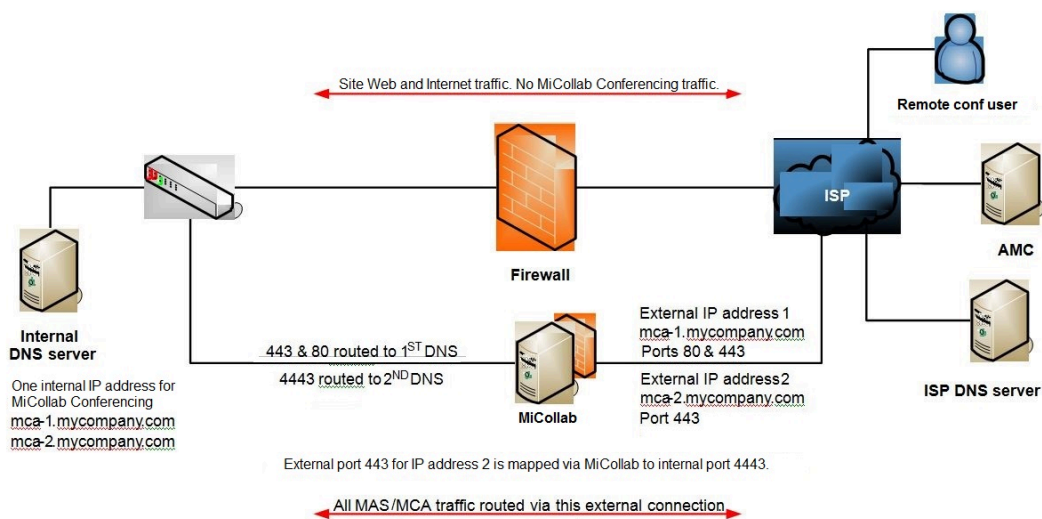 Site Web and Internet traffic. No MiCollab Conferencing traffic.
Remote conf user
ISP
AMC
Firewall
Internal
DNS server
External IP address 1
mca-1.mycompany.com
Ports 80 & 443
443 & 80 routed to 1ST DNS
4443 routed to 2ND DNS
External IP address 2
mca-2.mycompany.com
Port 443
MiCollab
ISP DNS server
One internal IP address for
MiCollab Conferencing
mca-1.mycompany.com
mca-2.mycompany.com
External port 443 for IP address 2 is mapped via MiCollab to internal port 4443.
All MAS/MCA traffic routed via this external connection